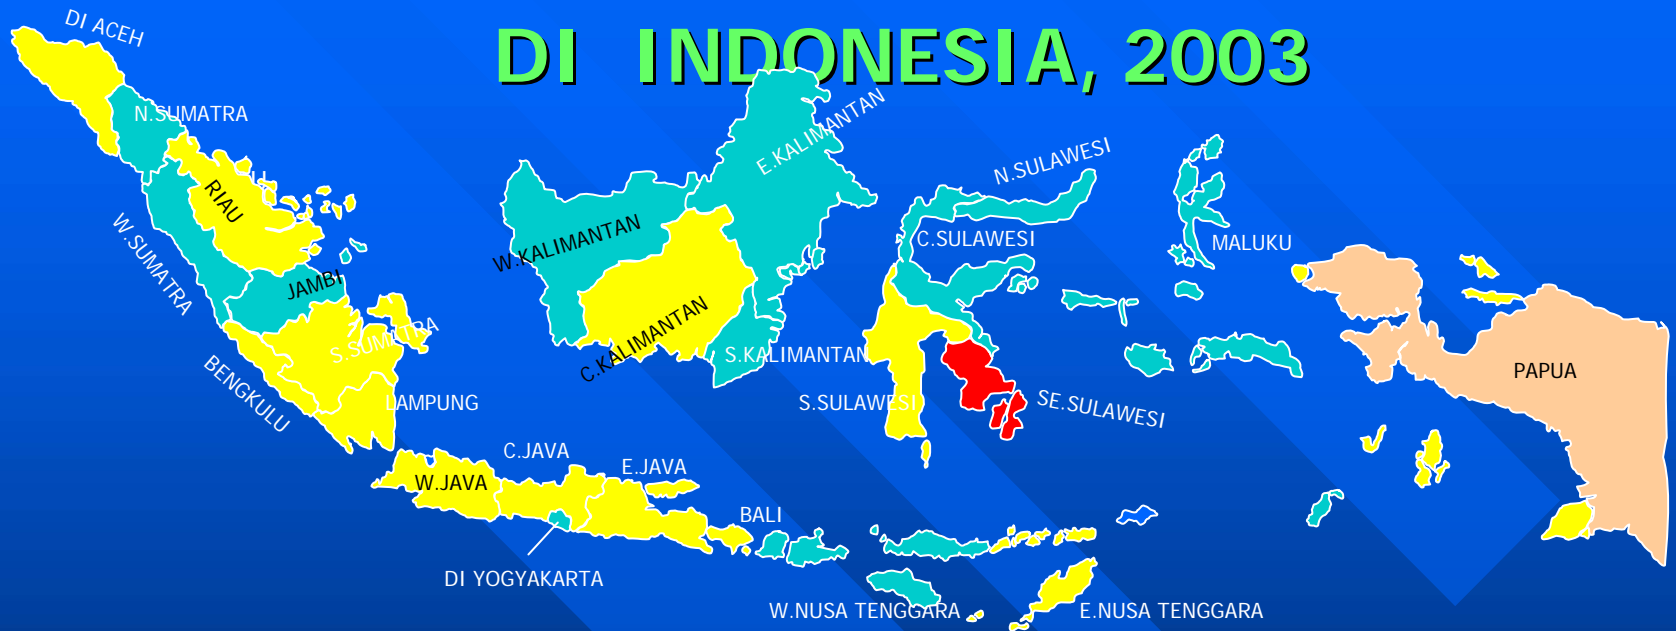 DI INDONESIA, 2003
DI ACEH
N.SUMATRA
RIAU
W.SUMATRA
JAMBI
S.SUMATRA
BENGKULU
LAMPUNG
W.KALIMANTAN
E.KALIMANTAN
C.KALIMANTAN
S.KALIMANTAN
N.SULAWESI
C.SULAWESI
S.SULAWESI
SE.SULAWESI
MALUKU
PAPUA
W.JAVA
C.JAVA
E.JAVA
BALI
DI YOGYAKARTA
W.NUSA TENGGARA
E.NUSA TENGGARA